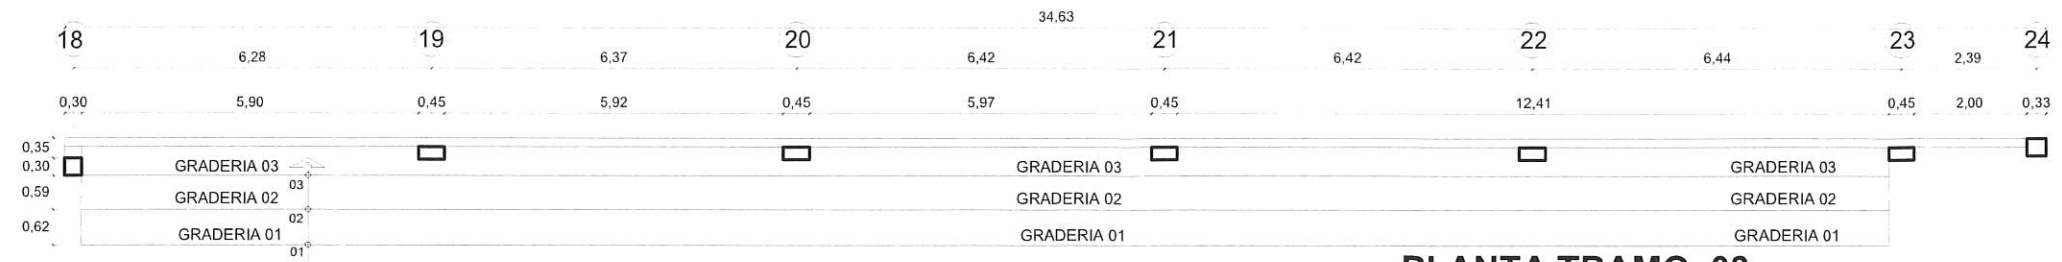 34,63
18 19 20 21 22 23 24
6,28 6,37 6,42 6,42 6,44 2,39
0,30 5,90 0,45 5,92 0,45 5,97 0,45 12,41 0,45 2,00 0,33
0,35
0,30 GRADERIA 03 GRADERIA 03 GRADERIA 03
03
0,59 GRADERIA 02 GRADERIA 02 GRADERIA 02
02
0,62 GRADERIA 01 GRADERIA 01 GRADERIA 01
01
PLANTA TRAMO